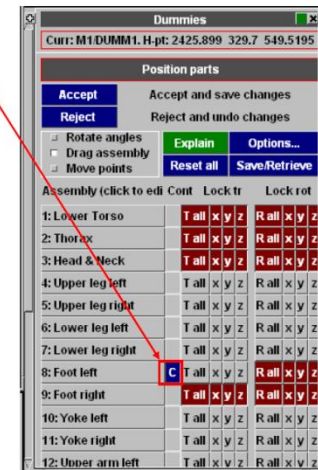 Dummies
Curr: M1/DUMM1. H-pt: 2425.899 329.7 549.5195
Position parts
Accept Accept and save changes
Reject Reject and undo changes
Rotate angles
Drag assembly
Move points
Explain Options...
Reset all Save/Retrieve
Assembly (click to edi Cont Lock tr Lock rot
1: Lower Torso T all x y z R all x y z
2: Thorax T all x y z R all x y z
3: Head & Neck T all x y z R all x y z
4: Upper leg left T all x y z R all x y z
5: Upper leg right T all x y z R all x y z
6: Lower leg left T all x y z R all x y z
7: Lower leg right T all x y z R all x y z
8: Foot left C T all x y z R all x y z
9: Foot right T all x y z R all x y z
10: Yoke left T all x y z R all x y z
11: Yoke right T all x y z R all x y z
12: Upper arm left T all x y z R all x y z